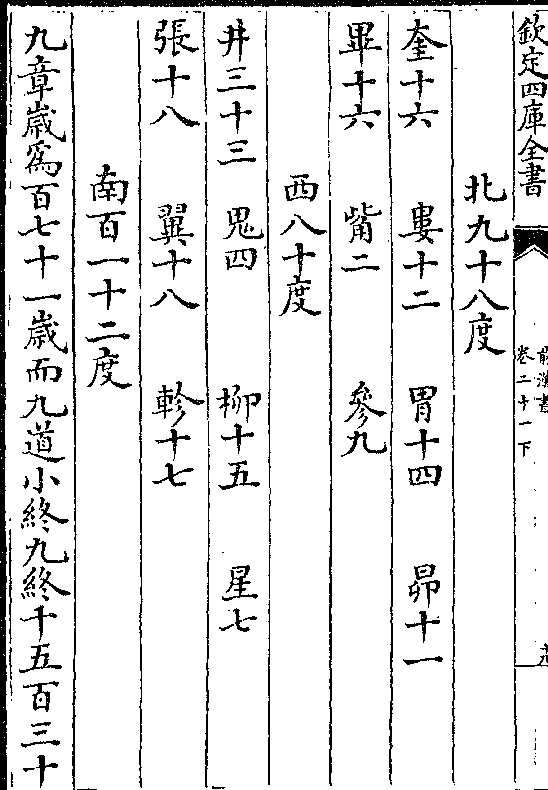 欽定四庫全書
卷二十一下
北九十八度
奎十六　婁十二　胃十四　昴十一
畢十六　觜二　參九
西八十度
井三十三　鬼四　柳十五　星七
張十八　翼十八　軫十七
南百一十二度
九章歲爲百七十一歲而九道小終九終千五百三十